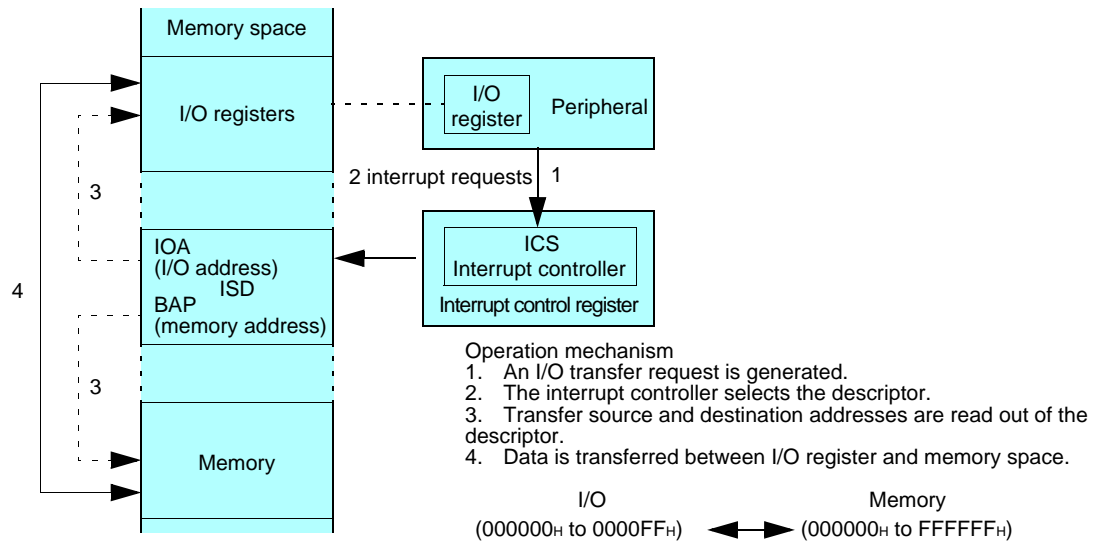 Memory space
I/O registers
I/O
register
Peripheral
2 interrupt requests
1
3
ICS
Interrupt controller
Interrupt control register
IOA
(I/O address)
ISD
BAP
(memory address)
4
3
Memory
Operation mechanism
1. An I/O transfer request is generated.
2. The interrupt controller selects the descriptor.
3. Transfer source and destination addresses are read out of the
descriptor.
4. Data is transferred between I/O register and memory space.
I/O
(000000H to 0000FFH)
Memory
(000000H to FFFFFFH)